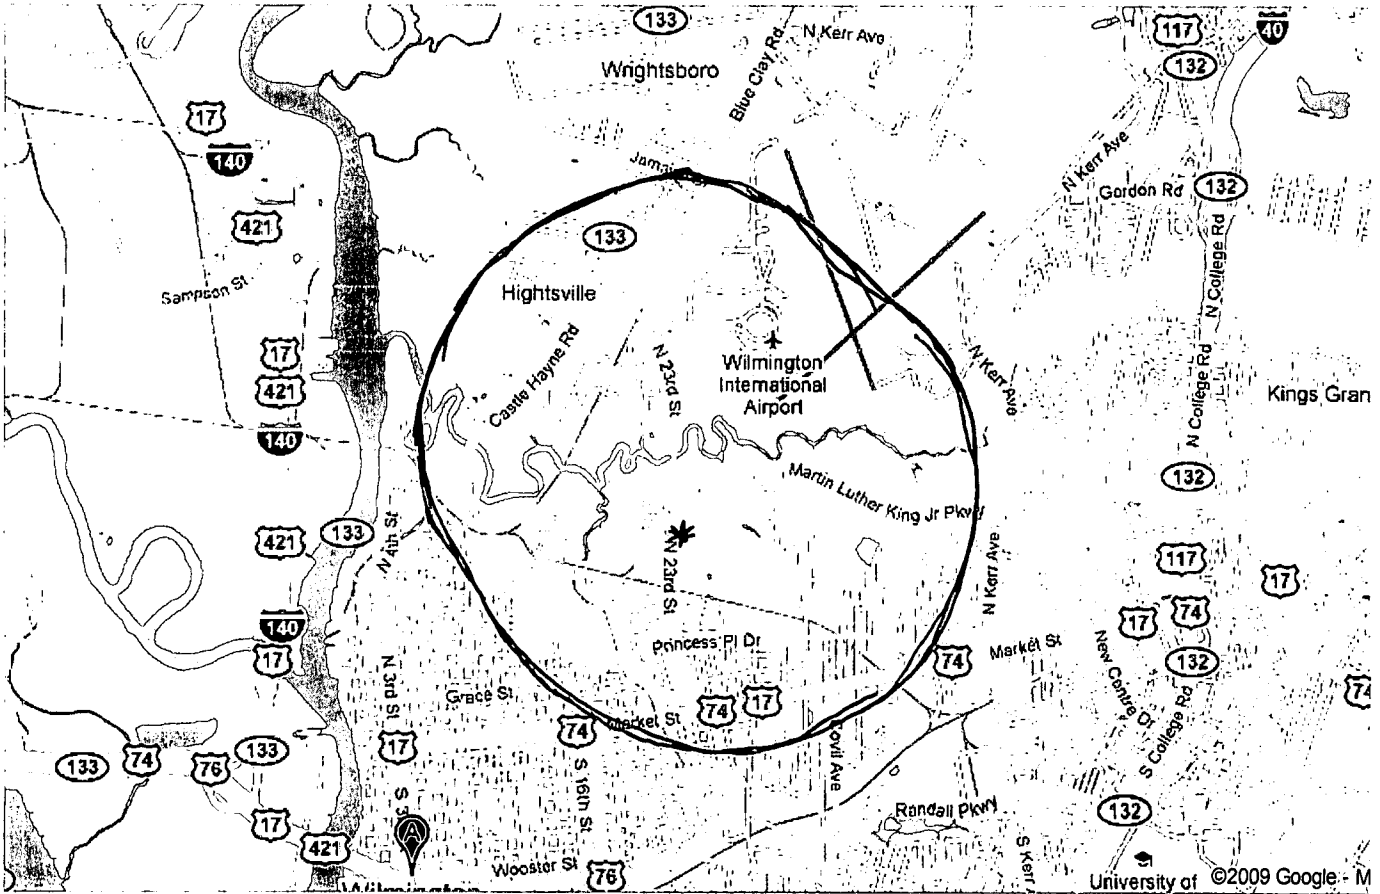 133
N Kerr Ave
117
40
132
Wrightsboro
Blue Clay Rd
17
140
N Kerr Ave
Gordon Rd
132
421
133
N College Rd
Sampson St
Hightsville
17
421
Castle Hayne Rd
N 23rd St
Wilmington
International
Airport
N Kerr Ave
N College Rd
Kings Gran
140
132
Martin Luther King Jr Pkwy
421
133
N 4th St
N 23rd St
N Kerr Ave
117
17
140
17
74
17
Princess Pl Dr
74
Market St
132
New Centre Dr
N 3rd St
Grace St
74
17
74
Market St
74
S College Rd
17
133
74
76
133
Covil Ave
S 16th St
S 3
Randall Pkwy
132
17
A
421
Wooster St
76
S Kerr A
University of
©2009 Google - M
Wilmington